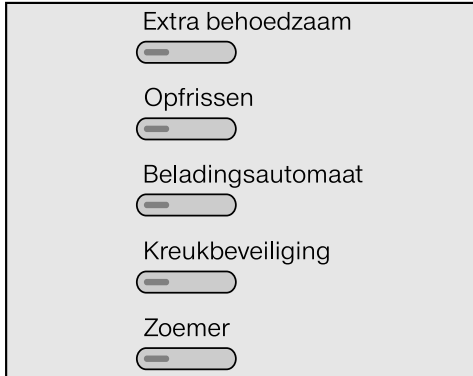 Extra behoedzaam
Opfrissen
Beladingsautomaat
Kreukbeveiliging
Zoemer